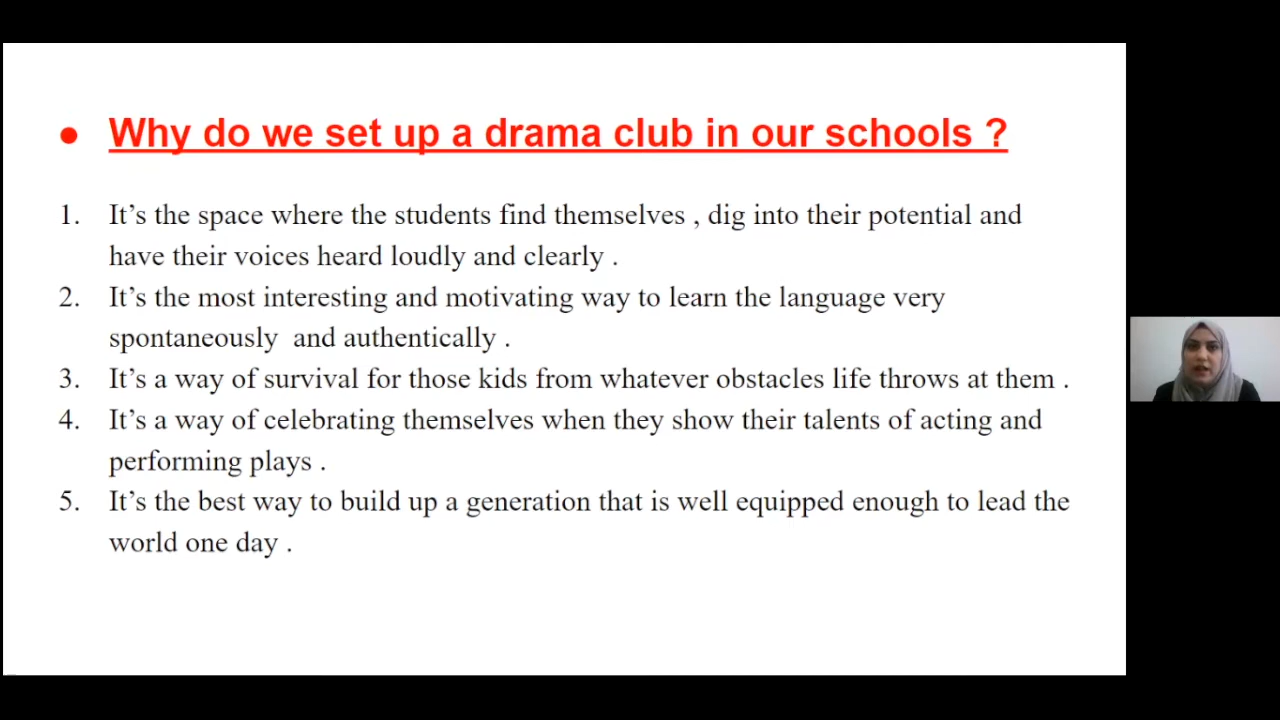 ● Why do we set up a drama club in our schools ?
1. It’s the space where the students find themselves , dig into their potential and
have their voices heard loudly and clearly .
2. It’s the most interesting and motivating way to learn the language very
spontaneously  and authentically .
3. It’s a way of survival for those kids from whatever obstacles life throws at them .
4. It’s a way of celebrating themselves when they show their talents of acting and
performing plays .
5. It’s the best way to build up a generation that is well equipped enough to lead the
world one day .